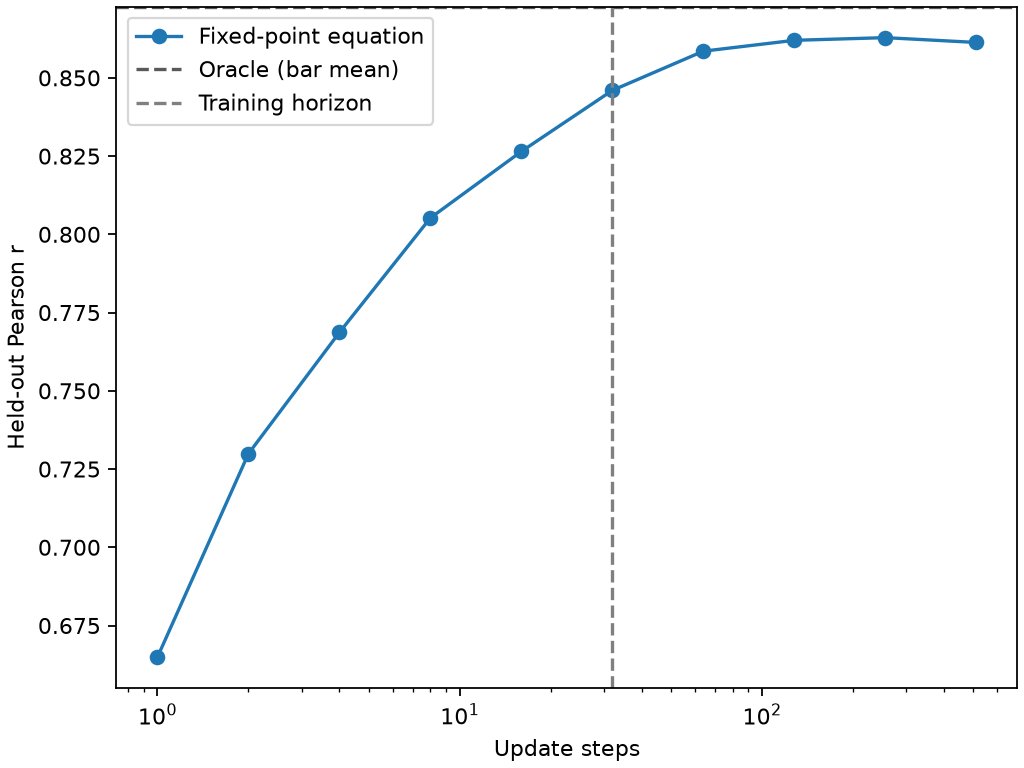 Fixed-point equation
Oracle (bar mean)
Training horizon
0.850
0.825
0.800
0.775
0.750
0.725
0.700
0.675
Held-out Pearson r
10⁰
10¹
10²
Update steps